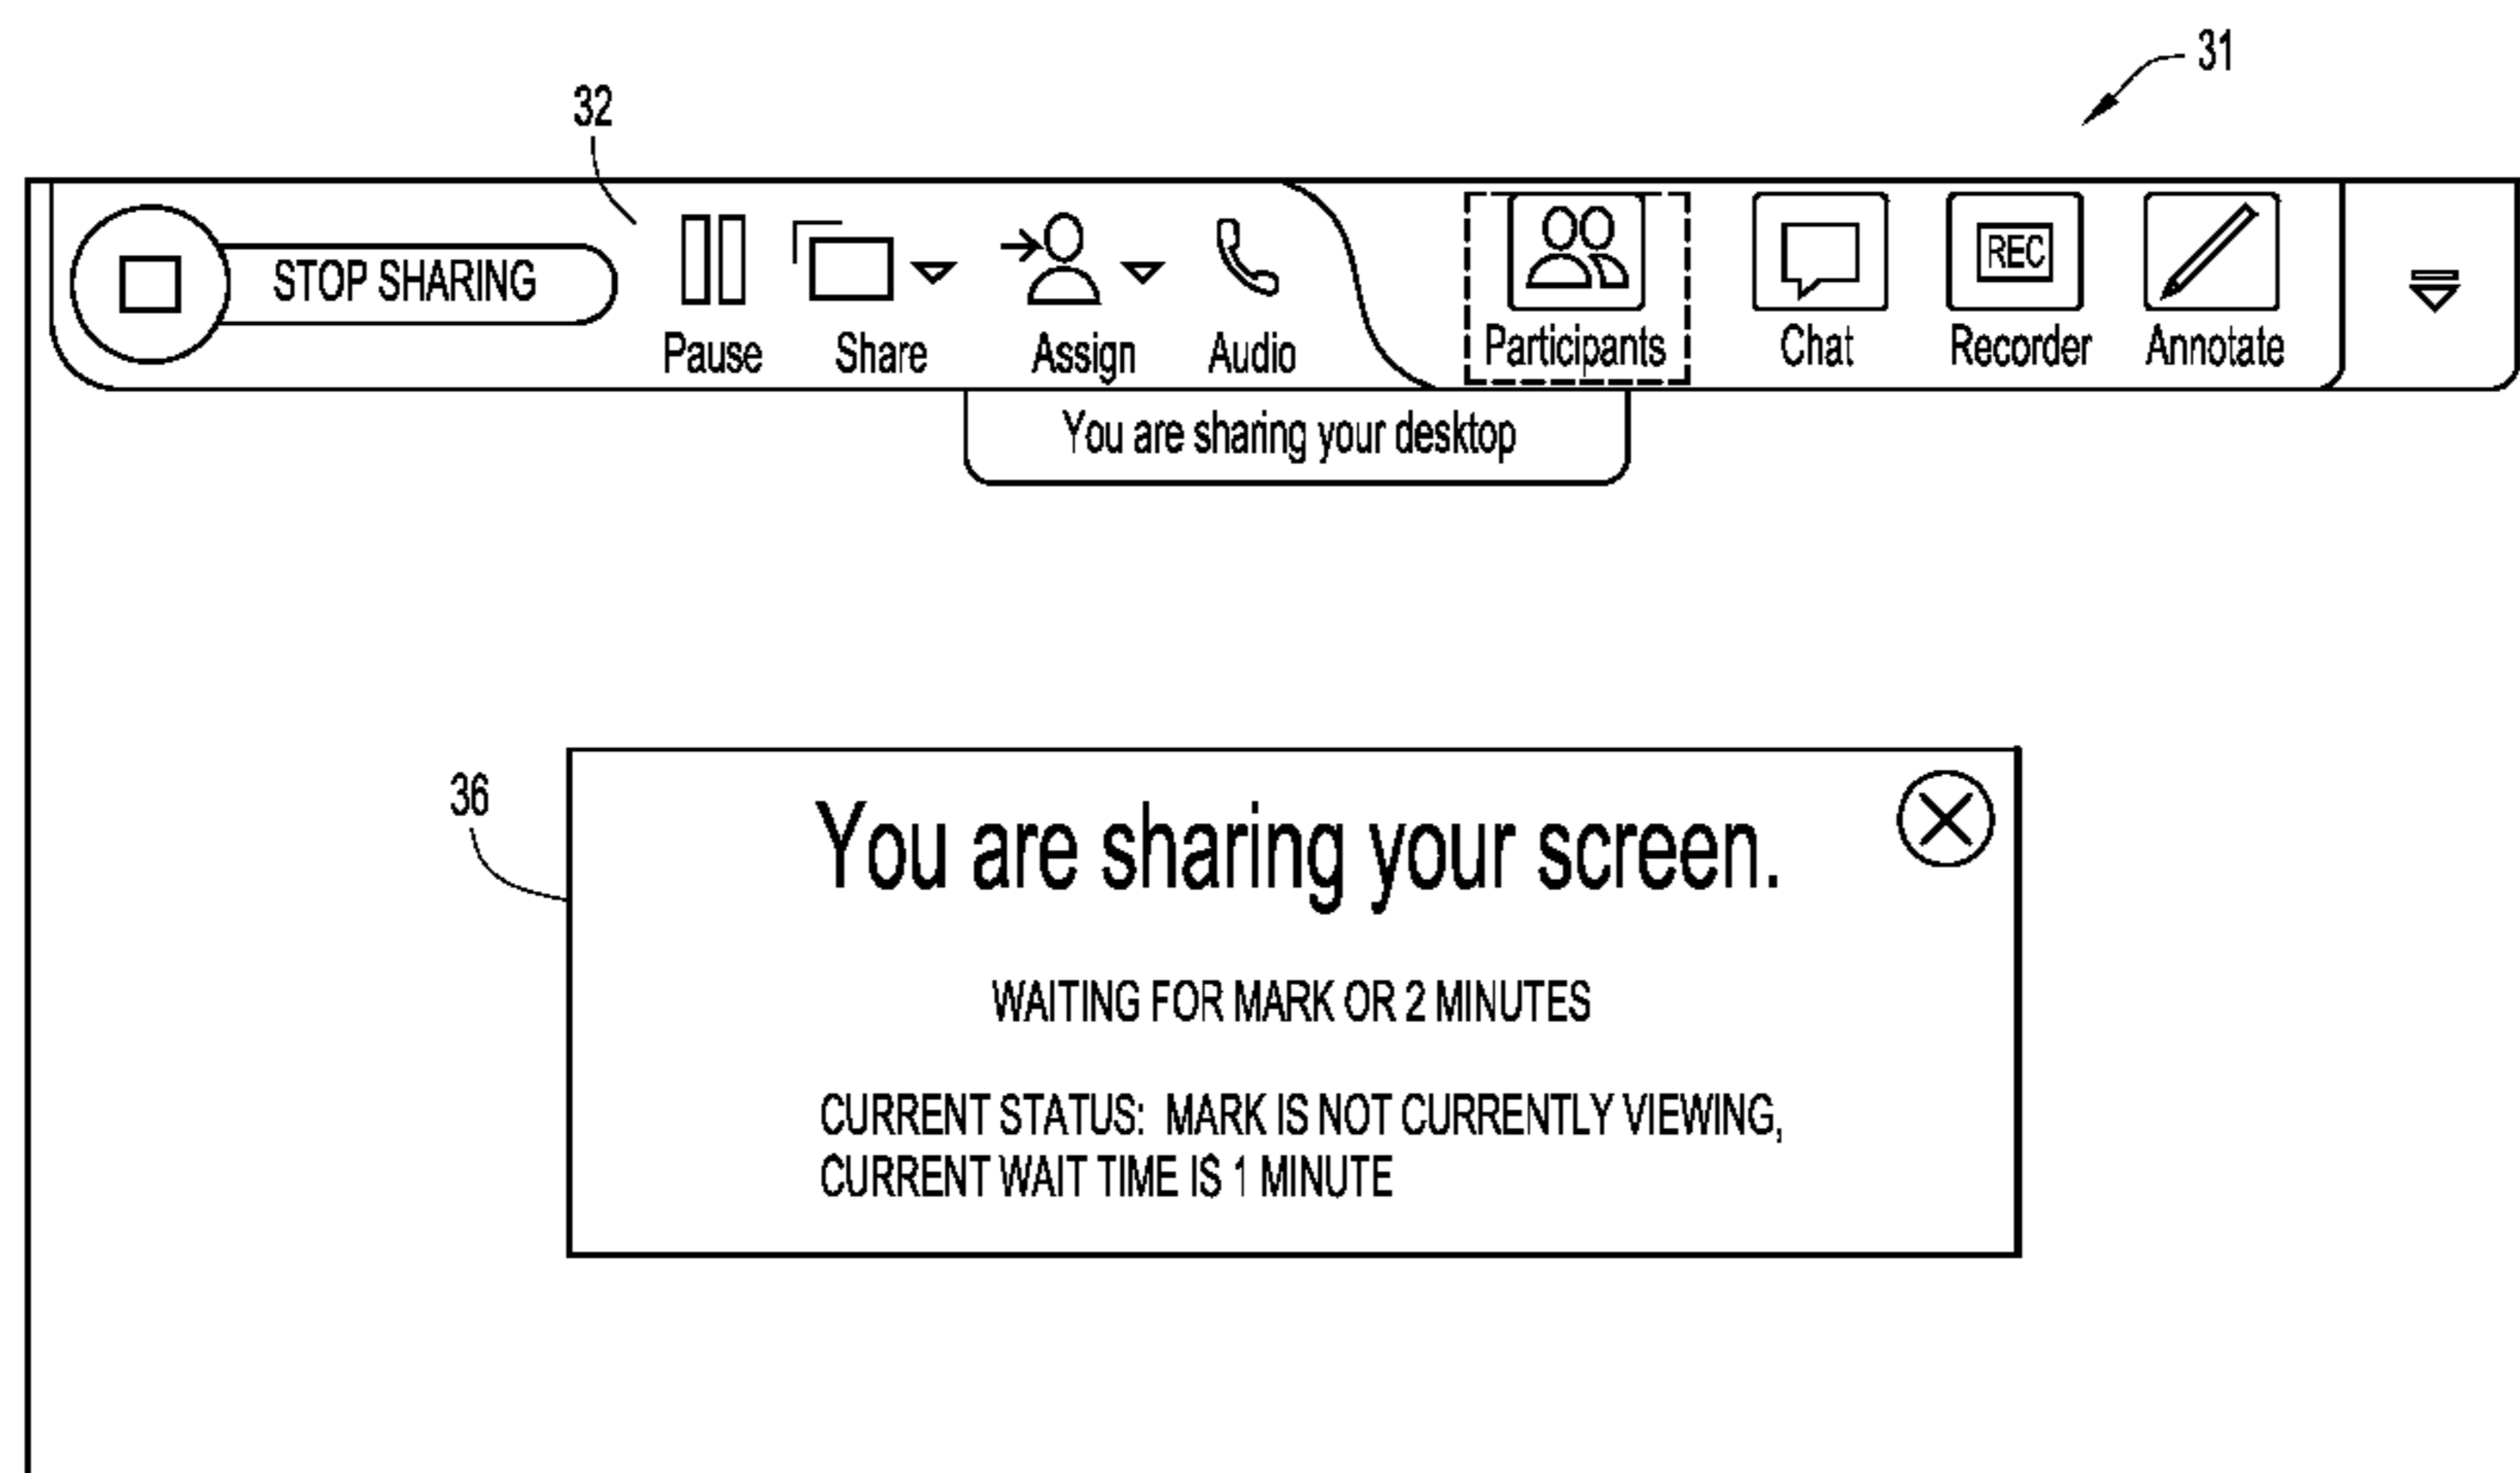 31
32
STOP SHARING
Pause Share Assign Audio Participants Chat REC Recorder Annotate
You are sharing your desktop
36
You are sharing your screen.
WAITING FOR MARK OR 2 MINUTES
CURRENT STATUS: MARK IS NOT CURRENTLY VIEWING,
CURRENT WAIT TIME IS 1 MINUTE